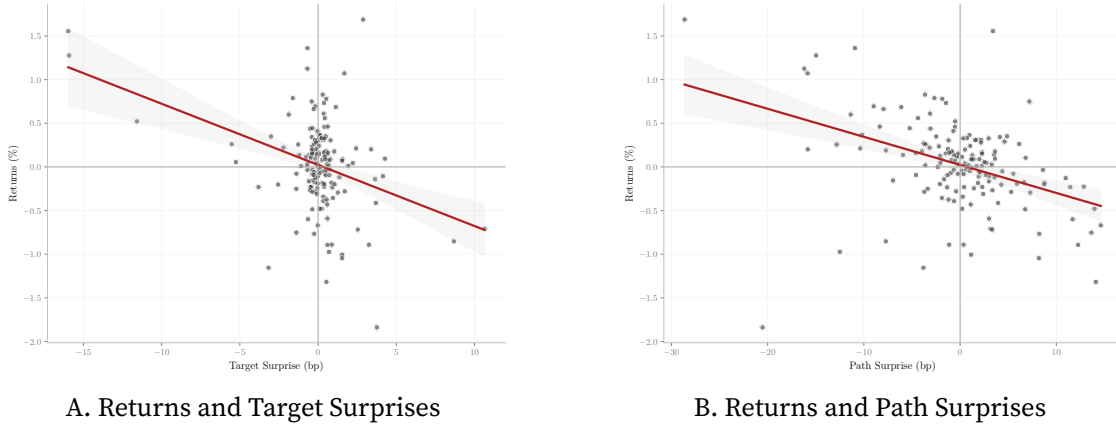 1.5
1.0
0.5
0.0
−0.5
−1.0
−1.5
−2.0
Returns (%)
−15 −10 −5 0 5 10
Target Surprise (bp)
A. Returns and Target Surprises
1.5
1.0
0.5
0.0
−0.5
−1.0
−1.5
−2.0
Returns (%)
−30 −20 −10 0 10
Path Surprise (bp)
B. Returns and Path Surprises